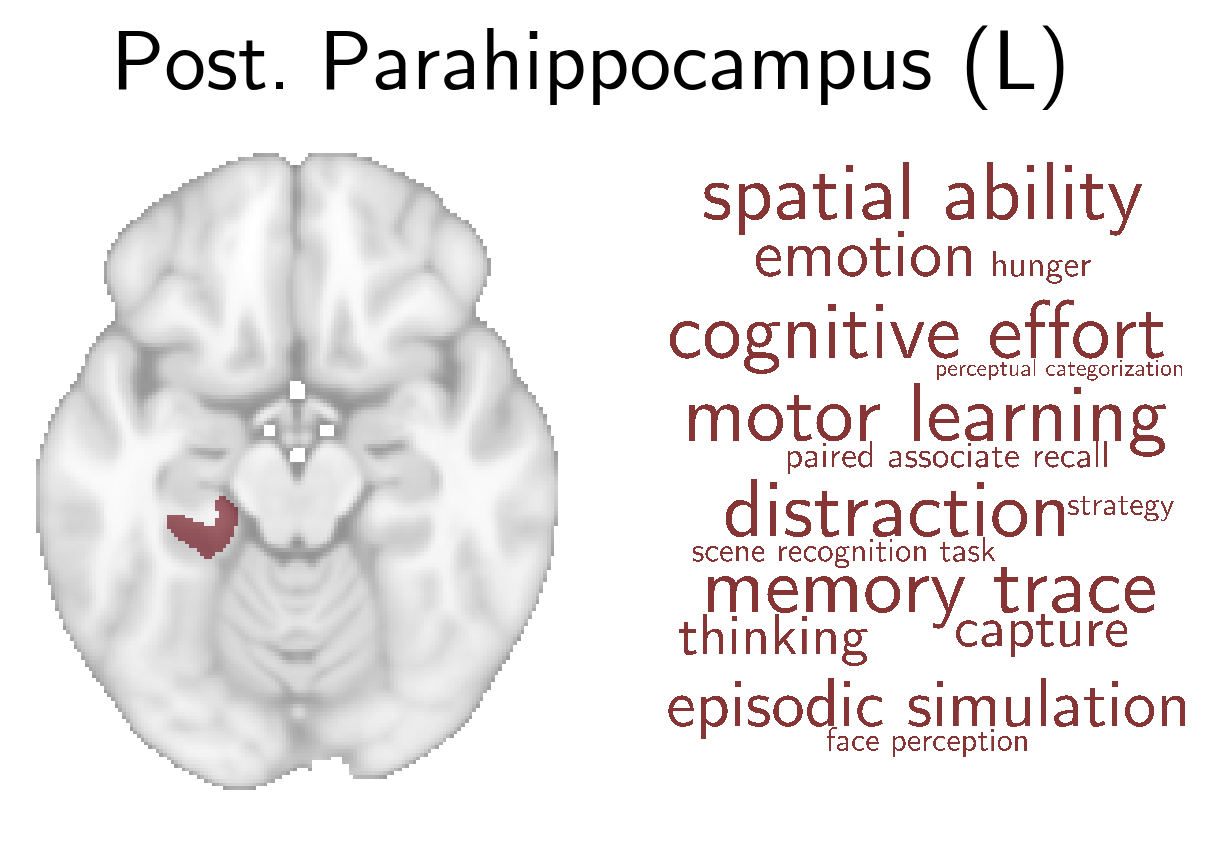 Post. Parahippocampus (L)
spatial ability
emotion hunger
cognitive effort
perceptual categorization
motor learning
paired associate recall
distraction strategy
scene recognition task
memory trace
thinking capture
episodic simulation
face perception